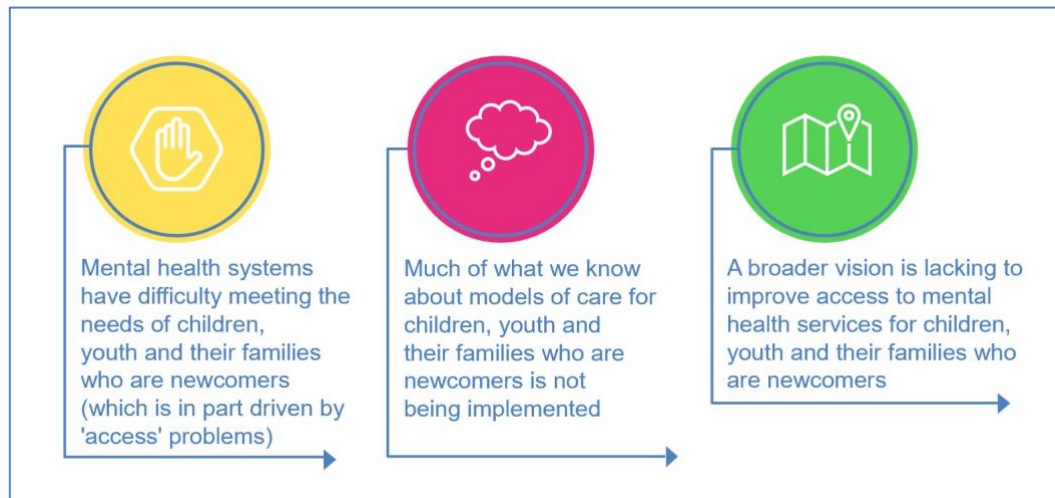 Mental health systems
have difficulty meeting the
needs of children,
youth and their families
who are newcomers
(which is in part driven by
'access' problems)
Much of what we know
about models of care for
children, youth and
their families who are
newcomers is not
being implemented
A broader vision is lacking to
improve access to mental
health services for children,
youth and their families who
are newcomers